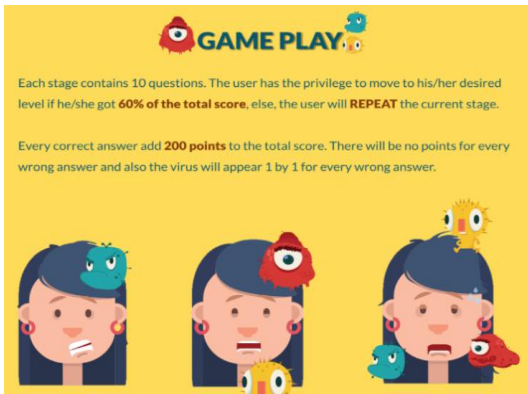 GAME PLAY
Each stage contains 10 questions. The user has the privilege to move to his/her desired
level if he/she got 60% of the total score, else, the user will REPEAT the current stage.
Every correct answer add 200 points to the total score. There will be no points for every
wrong answer and also the virus will appear 1 by 1 for every wrong answer.